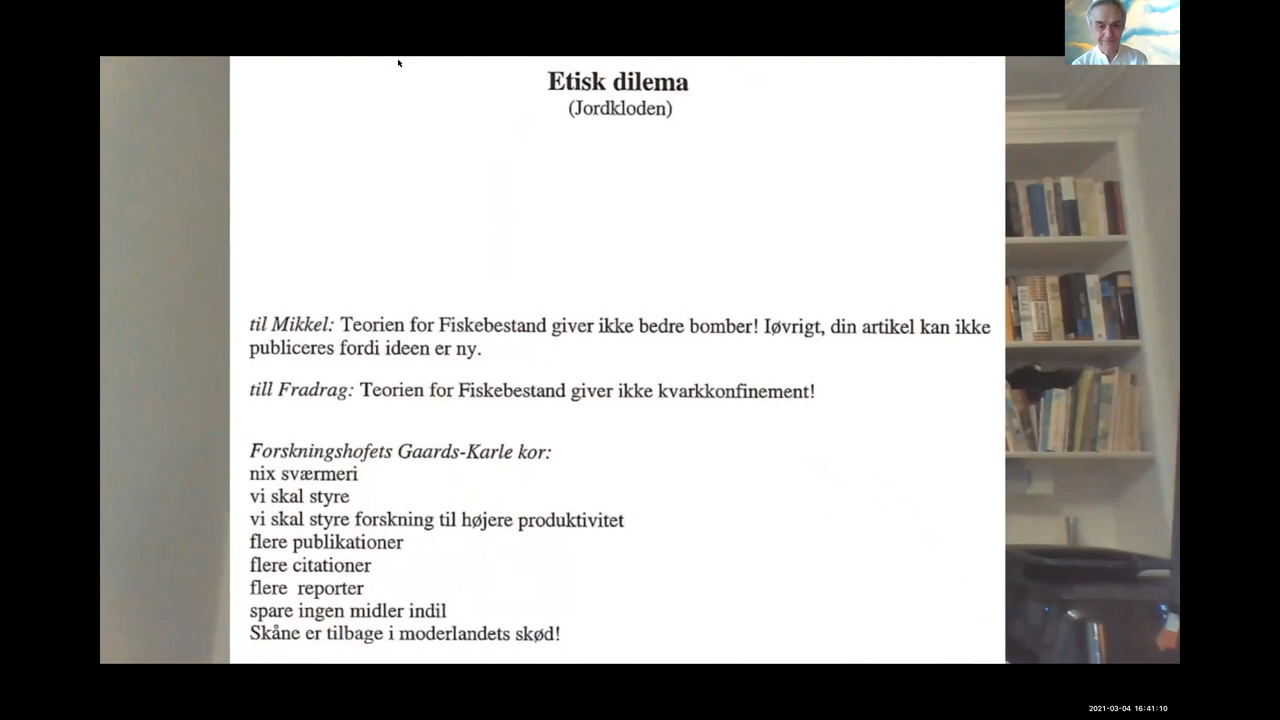 Etisk dilema
(Jordkloden)
til Mikkel: Teorien for Fiskebestand giver ikke bedre bomber! Iøvrigt, din artikel kan ikke
publiceres fordi ideen er ny.
till Fradrag: Teorien for Fiskebestand giver ikke kvarkkonfinement!
Forskningshofets Gaards-Karle kor:
nix sværmeri
vi skal styre
vi skal styre forskning til højere produktivitet
flere publikationer
flere citationer
flere  reporter
spare ingen midler indil
Skåne er tilbage i moderlandets skød!
2021-03-04 16:41:10